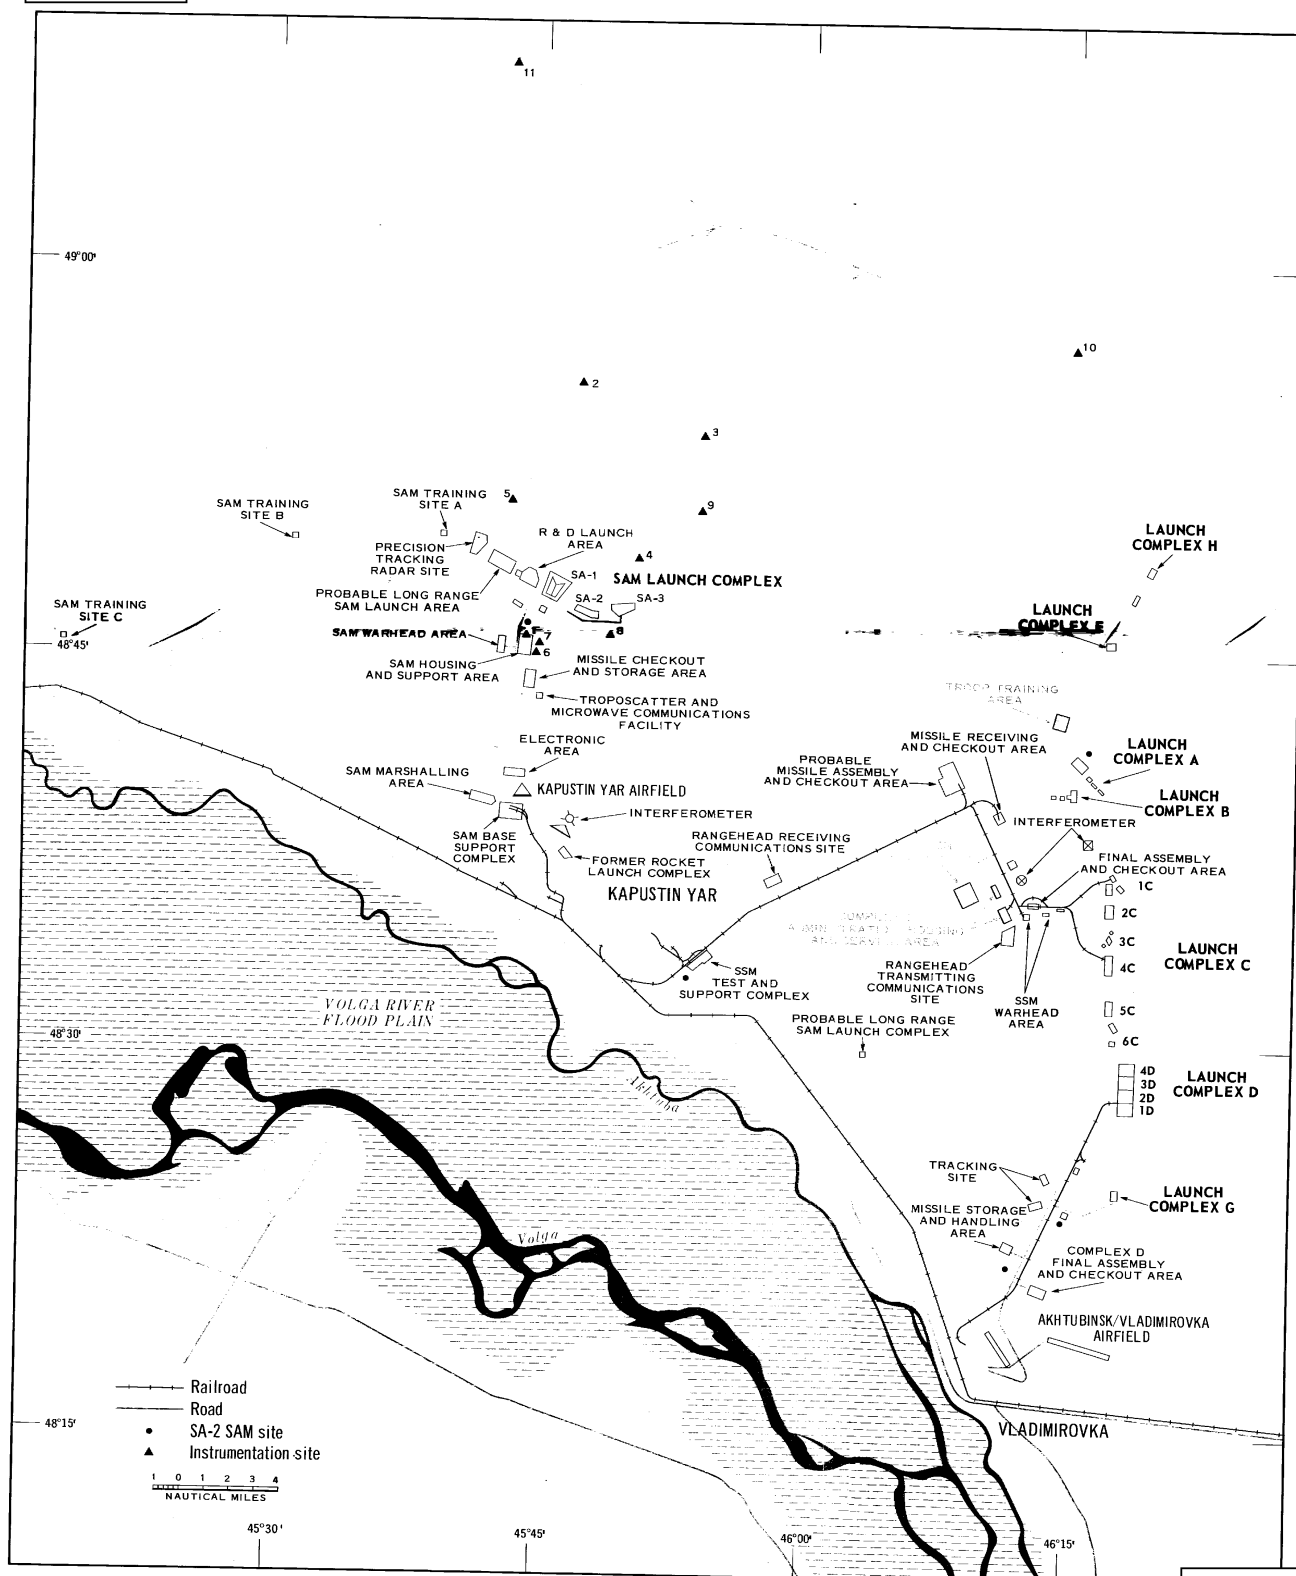 11
49°00'
10
2
3
SAM TRAINING
SITE A
5
SAM TRAINING
SITE B
9
R & D LAUNCH
AREA
LAUNCH
COMPLEX H
PRECISION
TRACKING
RADAR SITE
4
SA-1
SAM LAUNCH COMPLEX
PROBABLE LONG RANGE
SAM LAUNCH AREA
SA-2
SA-3
SAM TRAINING
SITE C
LAUNCH
COMPLEX E
SAM WARHEAD AREA
7
8
48°45'
6
SAM HOUSING
AND SUPPORT AREA
MISSILE CHECKOUT
AND STORAGE AREA
TROOP TRAINING
AREA
TROPOSCATTER AND
MICROWAVE COMMUNICATIONS
FACILITY
MISSILE RECEIVING
AND CHECKOUT AREA
ELECTRONIC
AREA
LAUNCH
COMPLEX A
PROBABLE
MISSILE ASSEMBLY
AND CHECKOUT AREA
SAM MARSHALLING
AREA
KAPUSTIN YAR AIRFIELD
LAUNCH
COMPLEX B
INTERFEROMETER
INTERFEROMETER
SAM BASE
SUPPORT
COMPLEX
RANGEHEAD RECEIVING
COMMUNICATIONS SITE
FORMER ROCKET
LAUNCH COMPLEX
FINAL ASSEMBLY
AND CHECKOUT AREA
KAPUSTIN YAR
1C
2C
3C
4C
LAUNCH
COMPLEX C
RANGEHEAD
TRANSMITTING
COMMUNICATIONS
SITE
SSM
TEST AND
SUPPORT COMPLEX
SSM
WARHEAD
AREA
VOLGA RIVER
FLOOD PLAIN
5C
PROBABLE LONG RANGE
SAM LAUNCH COMPLEX
48°30'
6C
Akhtuba
4D
3D
2D
1D
LAUNCH
COMPLEX D
TRACKING
SITE
LAUNCH
COMPLEX G
MISSILE STORAGE
AND HANDLING
AREA
Volga
COMPLEX D
FINAL ASSEMBLY
AND CHECKOUT AREA
AKHTUBINSK/VLADIMIROVKA
AIRFIELD
Railroad
Road
48°15'
SA-2 SAM site
Instrumentation site
VLADIMIROVKA
1 0 1 2 3 4
NAUTICAL MILES
45°30'
45°45'
46°00'
46°15'